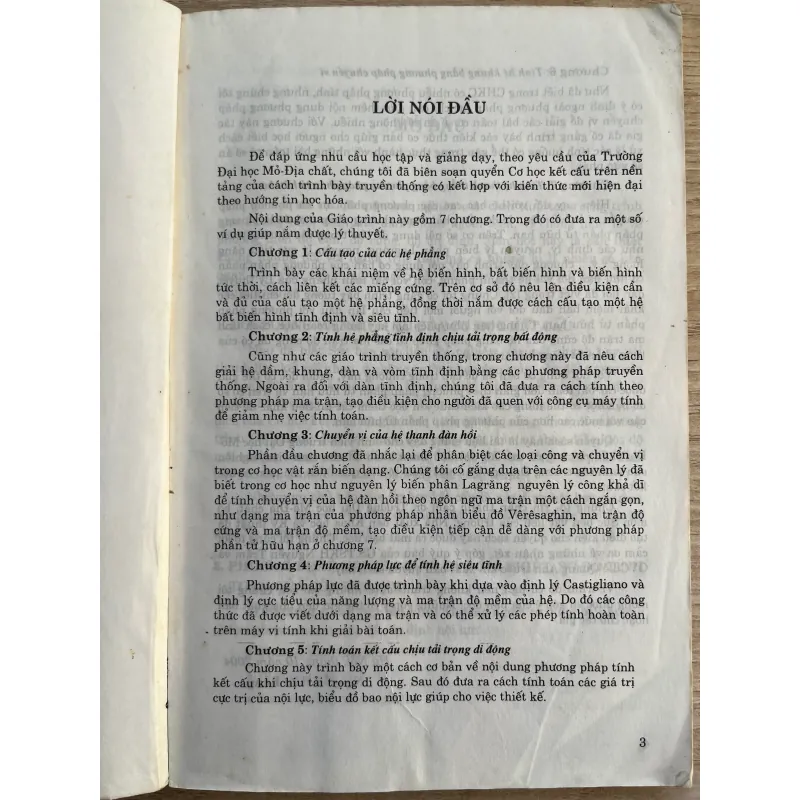 LỜI NÓI ĐẦU
Để đáp ứng nhu cầu học tập và giảng dạy, theo yêu cầu của Trường
Đại học Mỏ-Địa chất, chúng tôi đã biên soạn quyển Cơ học kết cấu trên nền
tảng của cách trình bày truyền thống có kết hợp với kiến thức mới hiện đại
theo hướng tin học hóa.
Nội dung của Giáo trình này gồm 7 chương. Trong đó có đưa ra một số
ví dụ giúp nắm được lý thuyết.
Chương 1: Cấu tạo của các hệ phẳng
Trình bày các khái niệm về hệ biến hình, bất biến hình và biến hình
tức thời, cách liên kết các miếng cứng. Trên cơ sở đó nêu lên điều kiện cần
và đủ của cấu tạo một hệ phẳng, đồng thời nắm được cách cấu tạo một hệ
bất biến hình tĩnh định và siêu tĩnh.
Chương 2: Tính hệ phẳng tĩnh định chịu tải trọng bất động
Cũng như các giáo trình truyền thống, trong chương này đã nêu cách
giải hệ dầm, khung, dàn và vòm tĩnh định bằng các phương pháp truyền
thống. Ngoài ra đối với dàn tĩnh định, chúng tôi đã đưa ra cách tính theo
phương pháp ma trận, tạo điều kiện cho người đã quen với công cụ máy tính
để giảm nhẹ việc tính toán.
Chương 3: Chuyển vị của hệ thanh đàn hồi
Phần đầu chương đã nhắc lại để phân biệt các loại công và chuyển vị
trong cơ học vật rắn biến dạng. Chúng tôi cố gắng dựa trên các nguyên lý đã
biết trong cơ học như nguyên lý biến phân Lagrăng nguyên lý công khả dĩ
để tính chuyển vị của hệ đàn hồi theo ngôn ngữ ma trận một cách ngắn gọn,
như dạng ma trận của phương pháp nhân biểu đồ Vêrêsaghin, ma trận độ
cứng và ma trận độ mềm, tạo điều kiện tiếp cận dễ dàng với phương pháp
phần tử hữu hạn ở chương 7.
Chương 4: Phương pháp lực để tính hệ siêu tĩnh
Phương pháp lực đã được trình bày khi dựa vào định lý Castigliano và
định lý cực tiểu của năng lượng và ma trận độ mềm của hệ. Do đó các công
thức đã được viết dưới dạng ma trận và có thể xử lý các phép tính hoàn toàn
trên máy vi tính khi giải bài toán.
Chương 5: Tính toán kết cấu chịu tải trọng di động
Chương này trình bày một cách cơ bản về nội dung phương pháp tính
kết cấu khi chịu tải trọng di động. Sau đó đưa ra cách tính toán các giá trị
cực trị của nội lực, biểu đồ bao nội lực giúp cho việc thiết kế.
3